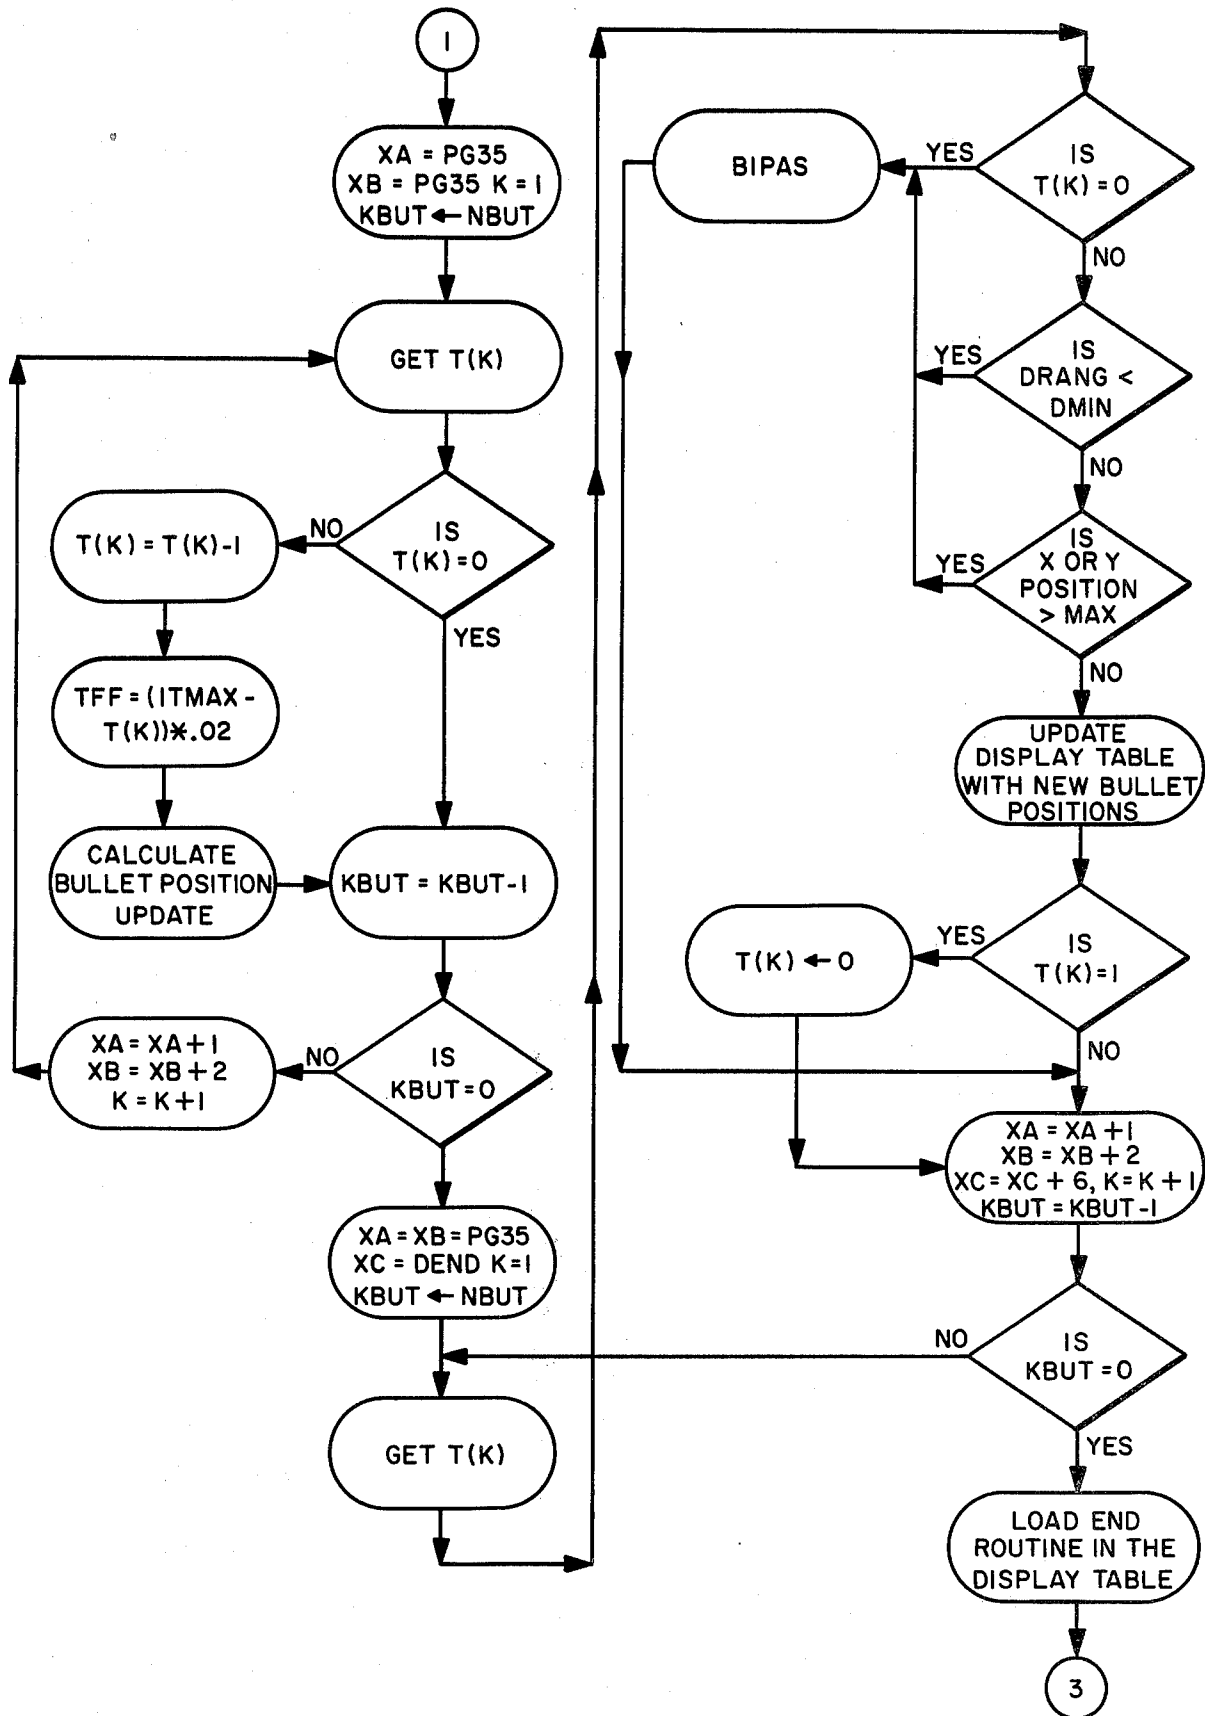 1
XA = PG35
XB = PG35 K = 1
KBUT ← NBUT
GET T(K)
IS
T(K) = 0
NO
YES
T(K) = T(K)-1
TFF = (ITMAX -
T(K))*.02
CALCULATE
BULLET POSITION
UPDATE
KBUT = KBUT-1
IS
KBUT = 0
NO
XA = XA+1
XB = XB+2
K = K+1
XA = XB = PG35
XC = DEND K=1
KBUT ← NBUT
GET T(K)
IS
T(K) = 0
YES
BIPAS
NO
IS
DRANG <
DMIN
YES
NO
IS
X OR Y
POSITION
> MAX
YES
NO
UPDATE
DISPLAY TABLE
WITH NEW BULLET
POSITIONS
IS
T(K) = 1
YES
T(K) ← 0
NO
XA = XA +1
XB = XB + 2
XC = XC + 6, K = K + 1
KBUT = KBUT-1
IS
KBUT = 0
NO
YES
LOAD END
ROUTINE IN THE
DISPLAY TABLE
3